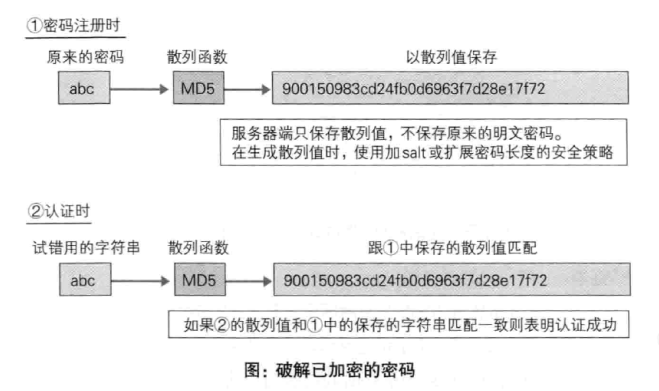 ①密码注册时
原来的密码 散列函数 以散列值保存
abc MD5 900150983cd24fb0d6963f7d28e17f72
服务器端只保存散列值，不保存原来的明文密码。
在生成散列值时，使用加salt或扩展密码长度的安全策略
②认证时
试错用的字符串 散列函数 跟①中保存的散列值匹配
abc MD5 900150983cd24fb0d6963f7d28e17f72
如果②的散列值和①中的保存的字符串匹配一致则表明认证成功
图：破解已加密的密码